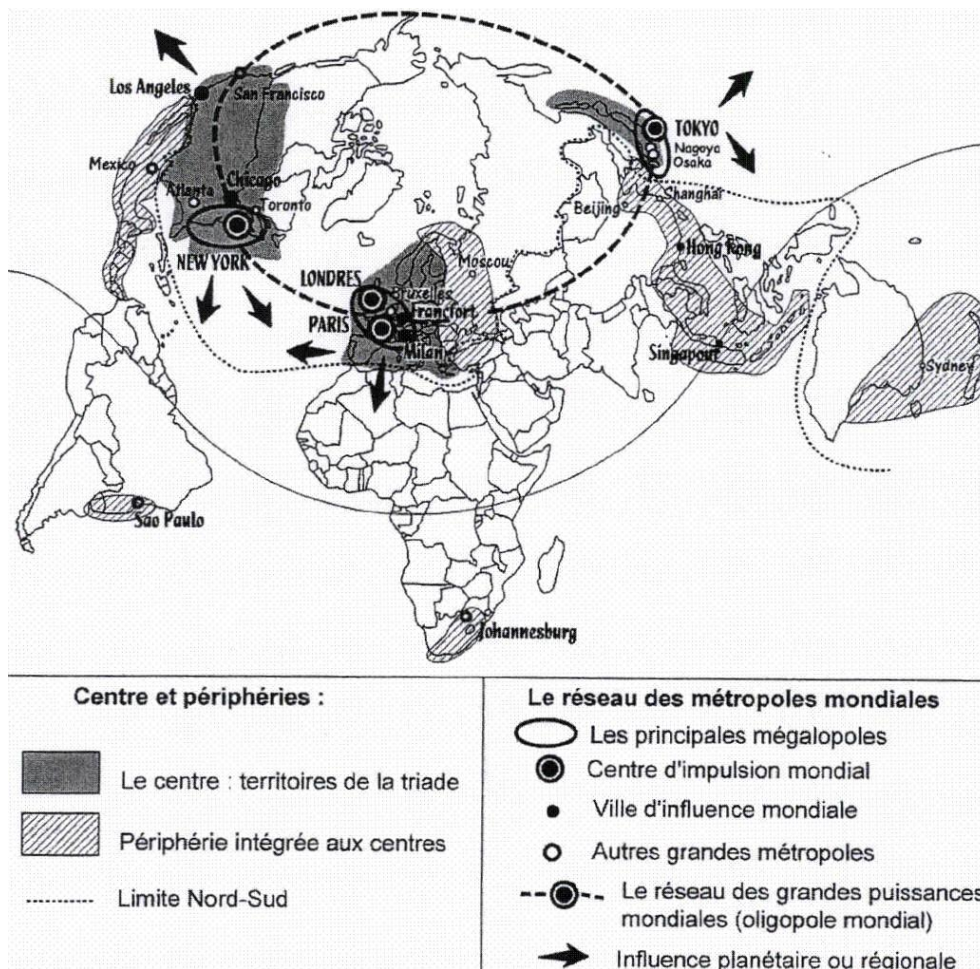 Los Angeles
San Francisco
TOKYO
Nagoya
Osaka
Mexico
Chicago
Atlanta
Toronto
Beijing
Shanghai
NEW YORK
Moscou
Hong Kong
LONDRES
Bruxelles
Francfort
PARIS
Milan
Singapour
Sydney
Sao Paulo
Johannesburg
Centre et périphéries :
Le centre : territoires de la triade
Périphérie intégrée aux centres
Limite Nord-Sud
Le réseau des métropoles mondiales
Les principales mégalopoles
Centre d'impulsion mondial
Ville d'influence mondiale
Autres grandes métropoles
Le réseau des grandes puissances
mondiales (oligopole mondial)
Influence planétaire ou régionale